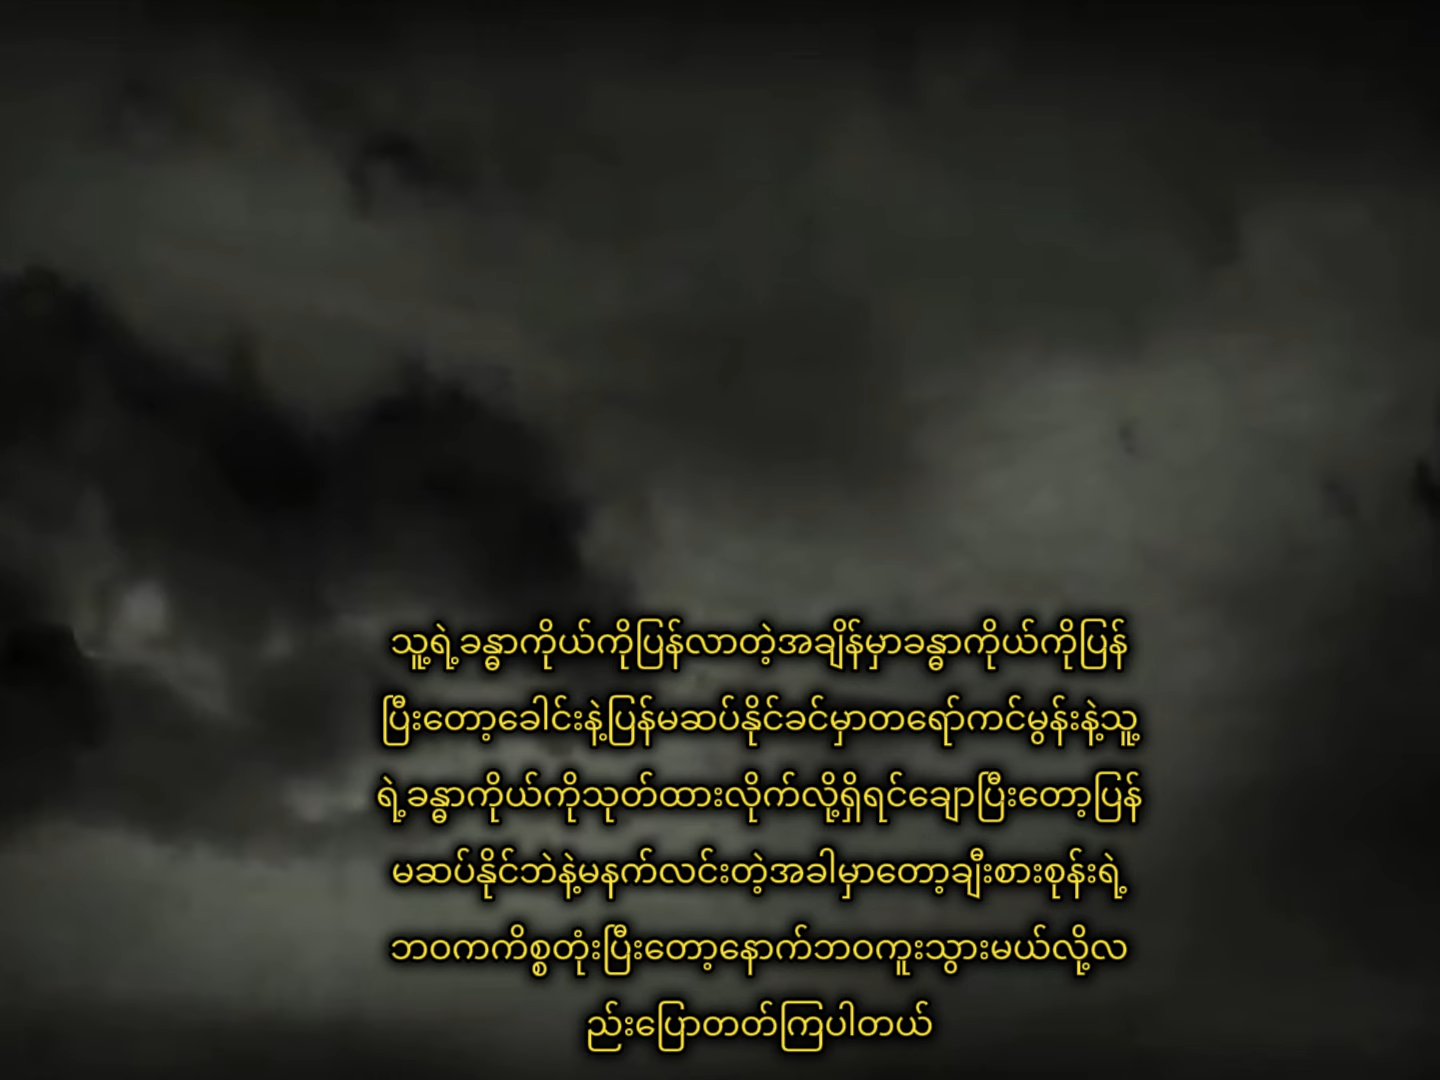 သူ့ရဲ့ခန္ဓာကိုယ်ကိုပြန်လာတဲ့အချိန်မှာခန္ဓာကိုယ်ကိုပြန်
ပြီးတော့ခေါင်းနဲ့ပြန်မဆပ်နိုင်ခင်မှာတရော်ကင်မွန်းနဲ့သူ့
ရဲ့ခန္ဓာကိုယ်ကိုသုတ်ထားလိုက်လို့ရှိရင်ချောပြီးတော့ပြန်
မဆပ်နိုင်ဘဲနဲ့မနက်လင်းတဲ့အခါမှာတော့ချီးစားစုန်းရဲ့
ဘဝကကိစ္စတုံးပြီးတော့နောက်ဘဝကူးသွားမယ်လို့လ
ည်းပြောတတ်ကြပါတယ်